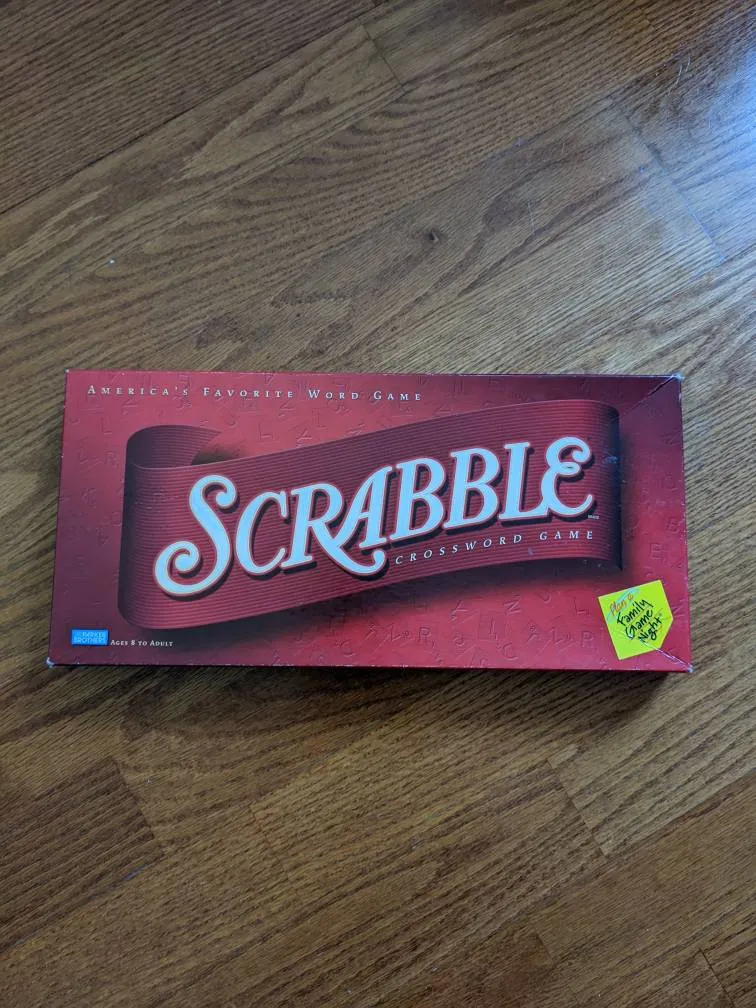 AMERICA'S FAVORITE WORD GAME
SCRABBLE
CROSSWORD GAME
Plan a
Family
Game
Night
PARKER
BROTHERS
AGES 8 TO ADULT